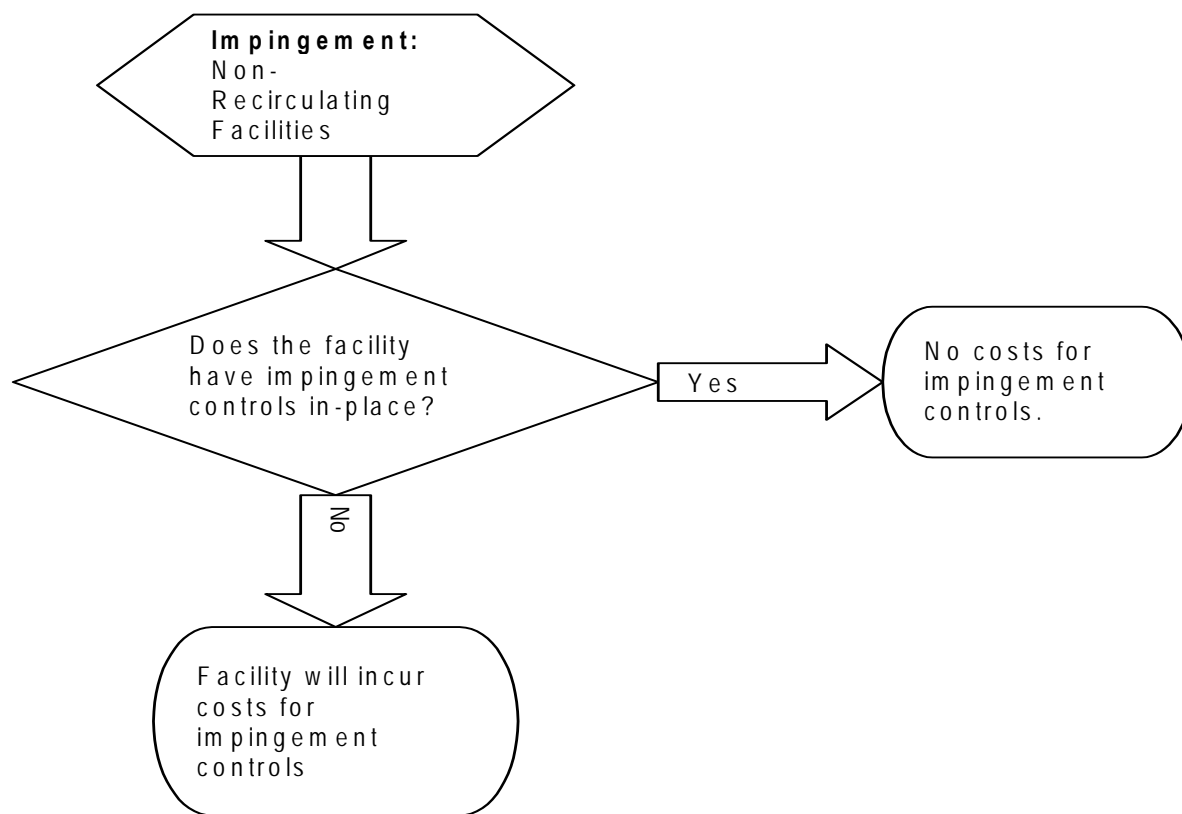 Impingement:
Non-
Recirculating
Facilities
Does the facility
have impingement
controls in-place?
Yes
No costs for
impingement
controls.
No
Facility will incur
costs for
impingement
controls